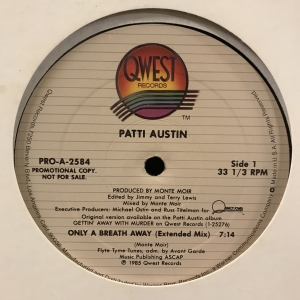 QWEST
RECORDS
PATTI AUSTIN
PRO-A-2584
PROMOTIONAL COPY.
NOT FOR SALE.
Side 1
33 1/3 RPM
PRODUCED BY MONTE MOIR
Edited by Jimmy and Terry Lewis
Mixed by Monte Moir
Executive Producers: Michael Ostin and Russ Titelman for
Original version available on the Patti Austin album
GETTIN' AWAY WITH MURDER on Qwest Records (1-25276)
ONLY A BREATH AWAY (Extended Mix) 7:14
(Monte Moir)
Flyte Tyme Tunes, adm. by Avant Garde
Music Publishing ASCAP
© 1985 Qwest Records